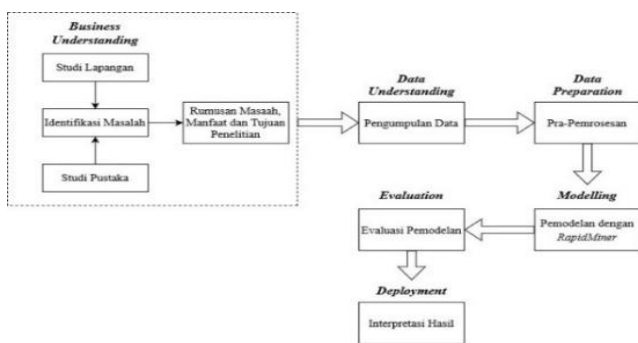 Business
Understanding
Studi Lapangan
Identifikasi Masalah
Studi Pustaka
Rumusan Masaah,
Manfaat dan Tujuan
Penelitian
Data
Understanding
Pengumpulan Data
Data
Preparation
Pra-Pemrosesan
Modelling
Pemodelan dengan
RapidMiner
Evaluation
Evaluasi Pemodelan
Deployment
Interpretasi Hasil